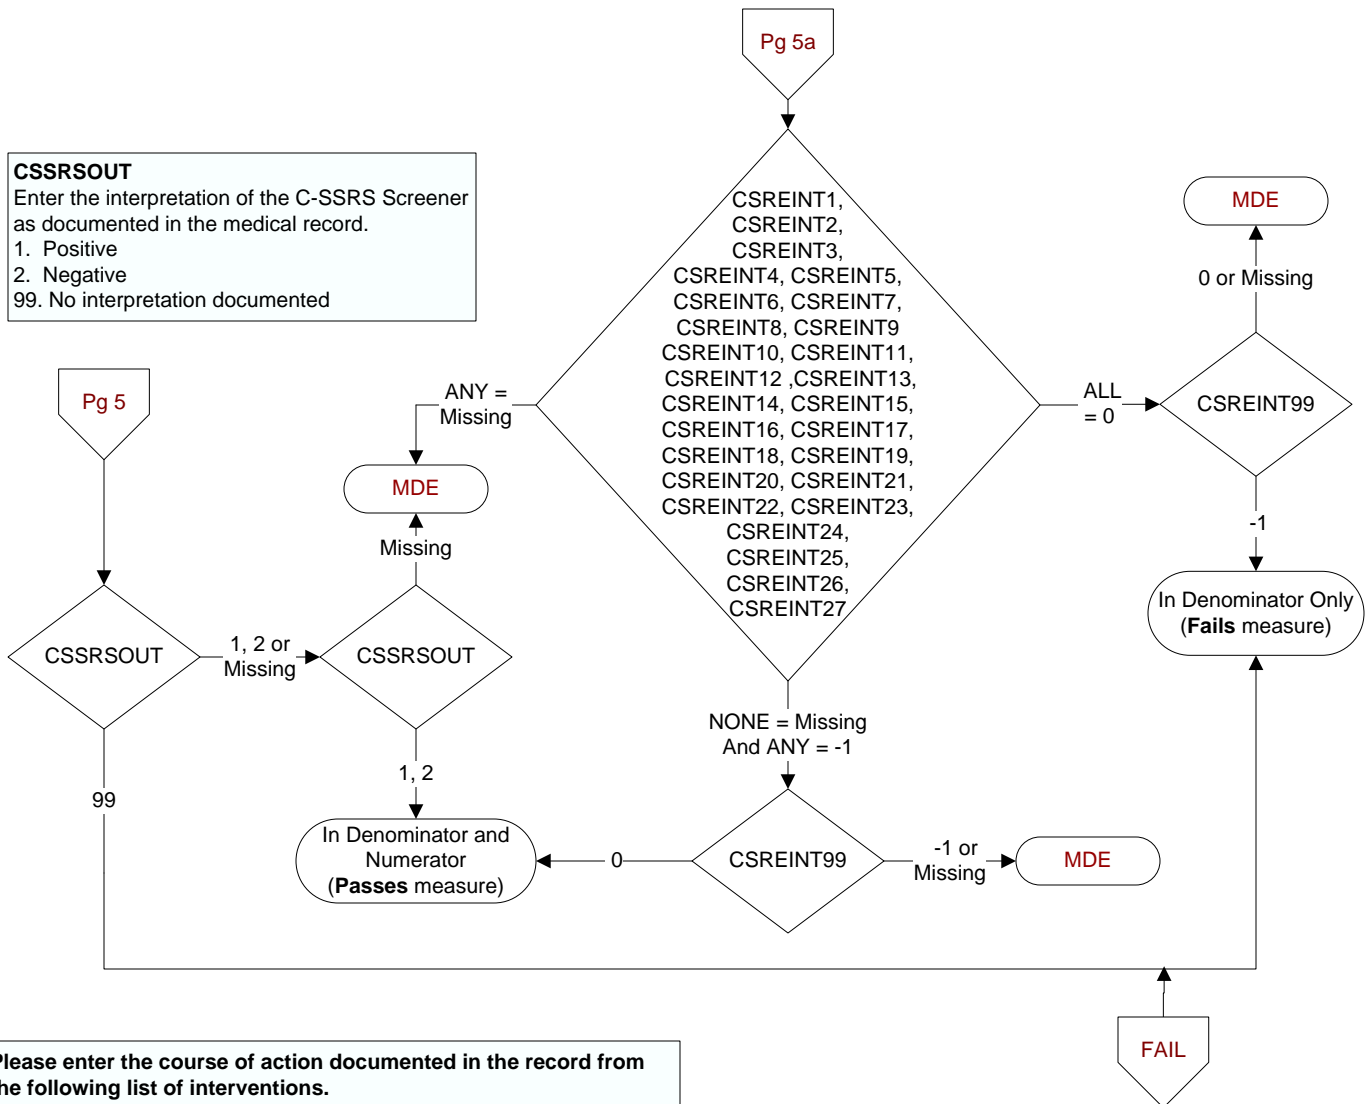 Pg 5a
CSSRSOUT
Enter the interpretation of the C-SSRS Screener
as documented in the medical record.
1. Positive
2. Negative
99. No interpretation documented
CSREINT1,
CSREINT2,
CSREINT3,
CSREINT4, CSREINT5,
CSREINT6, CSREINT7,
CSREINT8, CSREINT9
CSREINT10, CSREINT11,
CSREINT12 ,CSREINT13,
CSREINT14, CSREINT15,
CSREINT16, CSREINT17,
CSREINT18, CSREINT19,
CSREINT20, CSREINT21,
CSREINT22, CSREINT23,
CSREINT24,
CSREINT25,
CSREINT26,
CSREINT27
MDE
0 or Missing
CSREINT99
ALL
= 0
-1
In Denominator Only
(Fails measure)
Pg 5
ANY =
Missing
MDE
Missing
CSSRSOUT
1, 2 or
Missing
CSSRSOUT
99
1, 2
In Denominator and
Numerator
(Passes measure)
NONE = Missing
And ANY = -1
0
CSREINT99
-1 or
Missing
MDE
FAIL
Please enter the course of action documented in the record from
the following list of interventions.